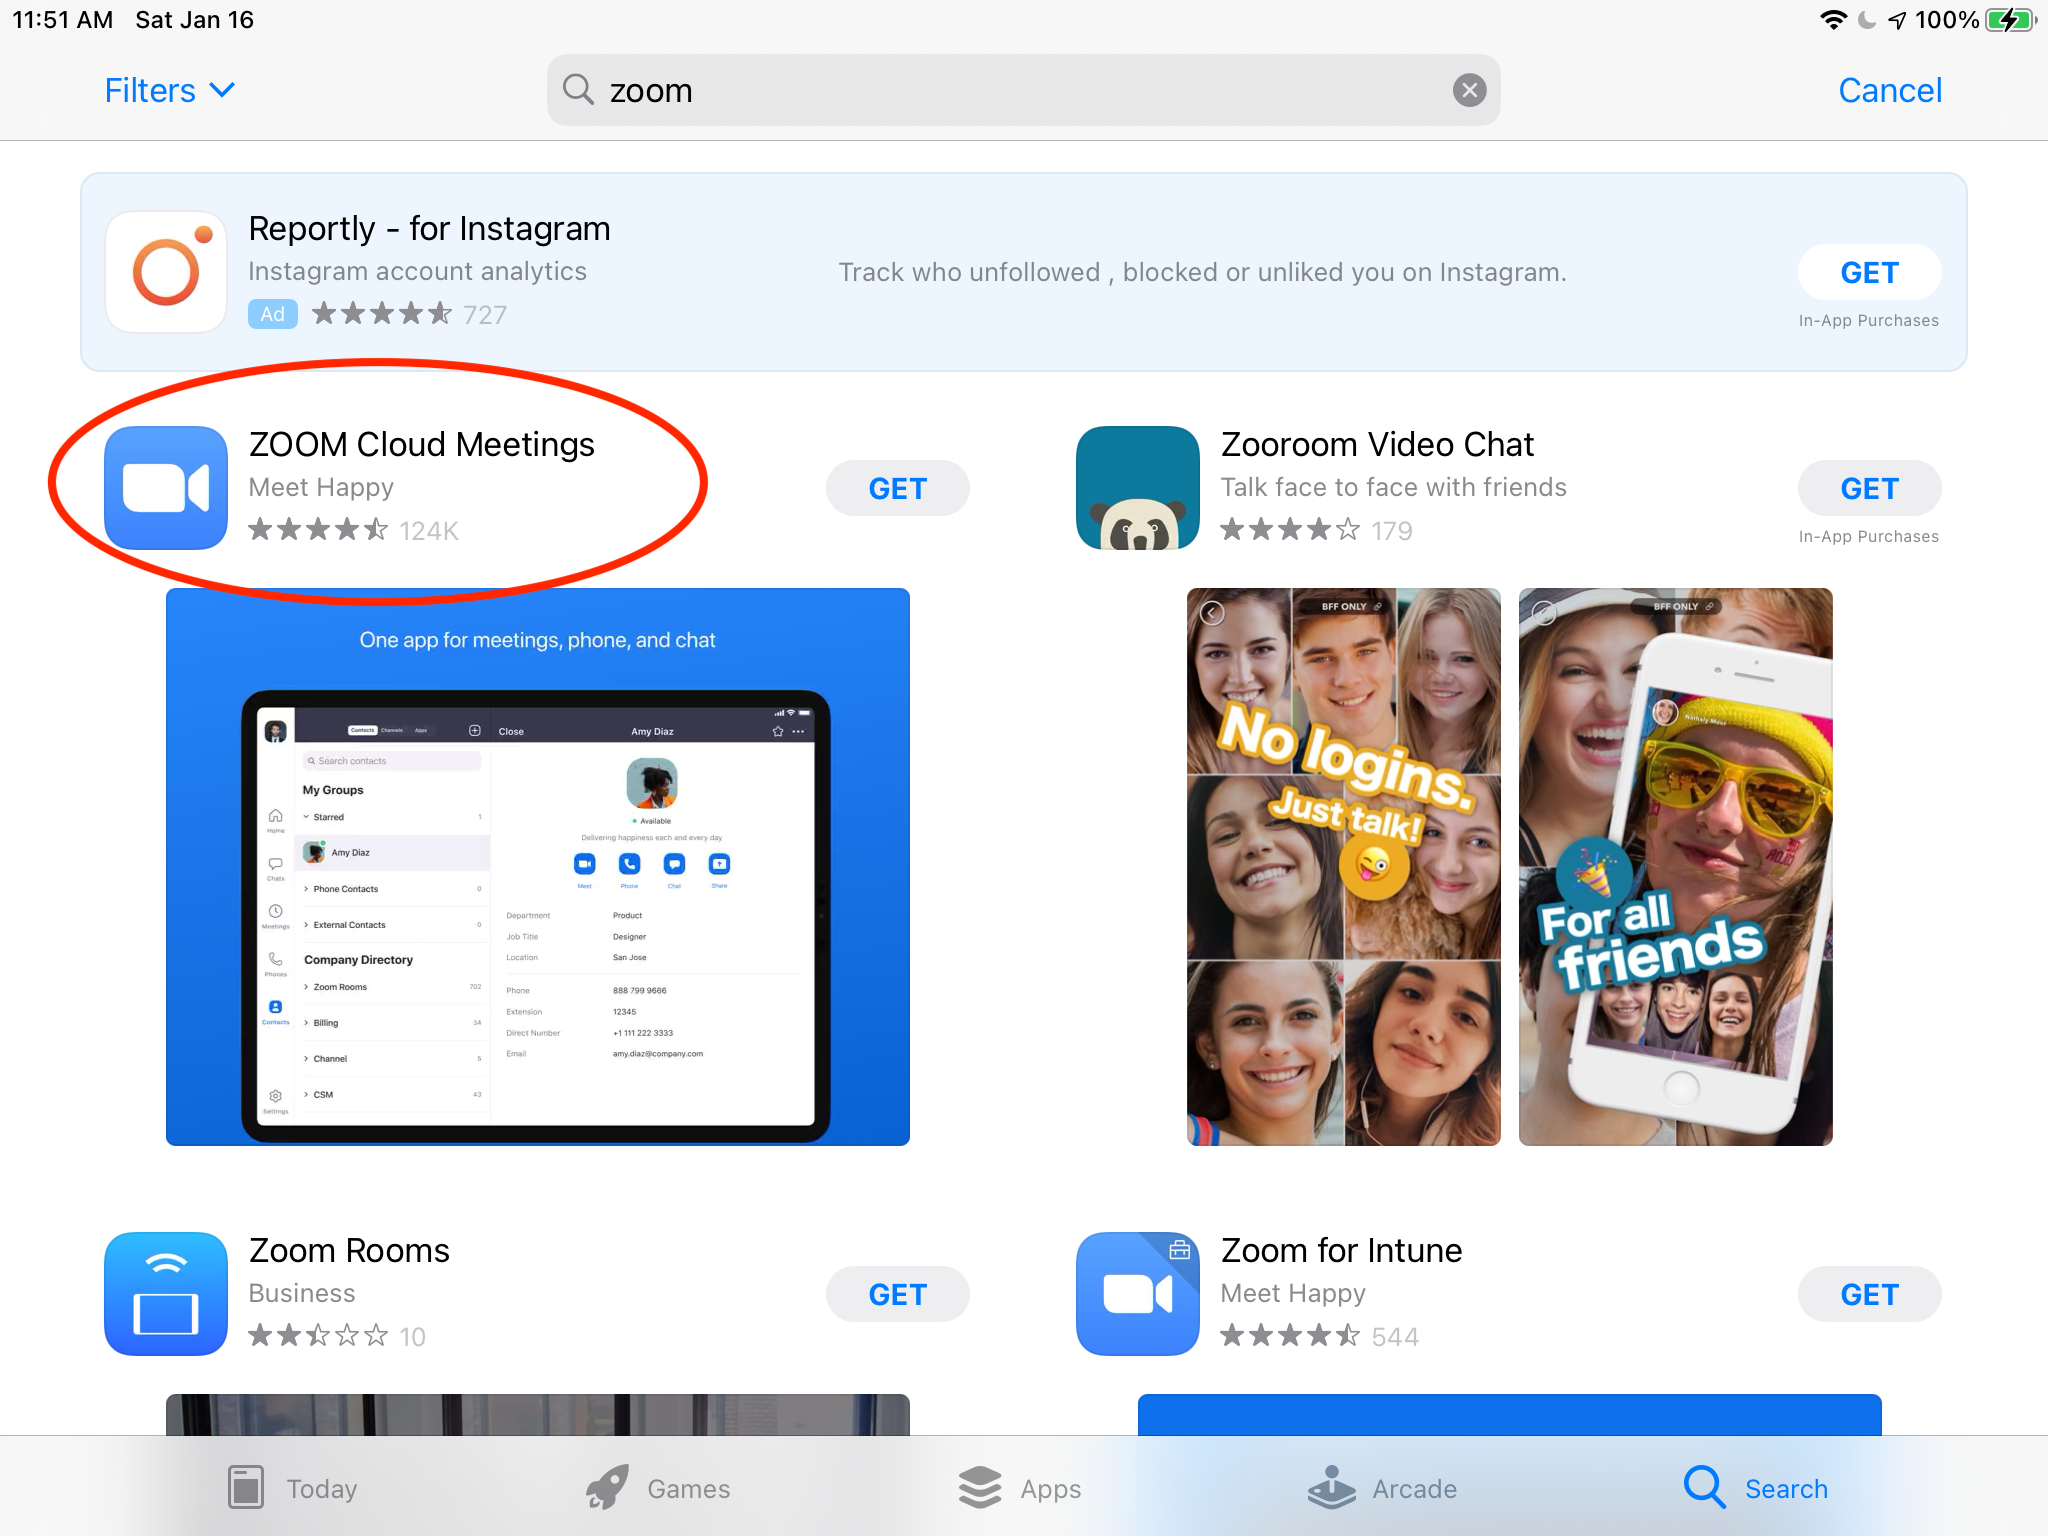 11:51 AM Sat Jan 16
100%
Filters
zoom
Cancel
Reportly - for Instagram
Instagram account analytics
Ad 727
Track who unfollowed , blocked or unliked you on Instagram.
GET
In-App Purchases
ZOOM Cloud Meetings
Meet Happy
124K
GET
Zooroom Video Chat
Talk face to face with friends
179
GET
In-App Purchases
One app for meetings, phone, and chat
Contacts Channels Apps
Close
Amy Diaz
Search contacts
My Groups
Starred 1
Amy Diaz
Phone Contacts 0
External Contacts 0
Company Directory
Zoom Rooms 702
Billing 34
Channel 5
CSM 43
Home
Chats
Meetings
Phones
Contacts
Settings
Available
Delivering happiness each and every day
Meet Phone Chat Share
Department Product
Job Title Designer
Location San Jose
Phone 888 799 9666
Extension 12345
Direct Number +1 111 222 3333
Email amy.diaz@company.com
BFF ONLY
No logins.
Just talk!
BFF ONLY
For all
friends
Zoom Rooms
Business
10
GET
Zoom for Intune
Meet Happy
544
GET
Today
Games
Apps
Arcade
Search